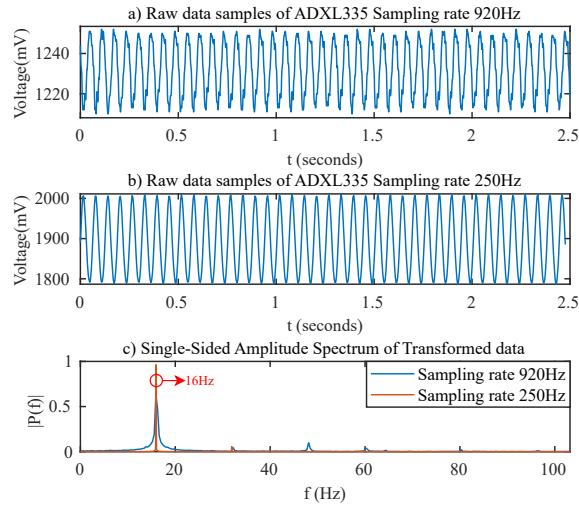 a) Raw data samples of ADXL335 Sampling rate 920Hz
Voltage(mV)
1240
1220
0 0.5 1 1.5 2 2.5
t (seconds)
b) Raw data samples of ADXL335 Sampling rate 250Hz
Voltage(mV)
2000
1900
1800
0 0.5 1 1.5 2 2.5
t (seconds)
c) Single-Sided Amplitude Spectrum of Transformed data
|P(f)|
1
0.5
0
16Hz
Sampling rate 920Hz
Sampling rate 250Hz
0 20 40 60 80 100
f (Hz)